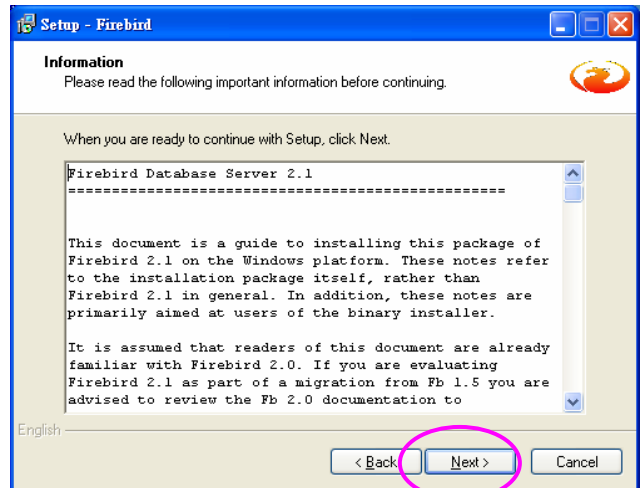 Setup - Firebird
Information
Please read the following important information before continuing.
When you are ready to continue with Setup, click Next.
Firebird Database Server 2.1
==================================================
This document is a guide to installing this package of
Firebird 2.1 on the Windows platform. These notes refer
to the installation package itself, rather than
Firebird 2.1 in general. In addition, these notes are
primarily aimed at users of the binary installer.
It is assumed that readers of this document are already
familiar with Firebird 2.0. If you are evaluating
Firebird 2.1 as part of a migration from Fb 1.5 you are
advised to review the Fb 2.0 documentation to
English
< Back
Next >
Cancel